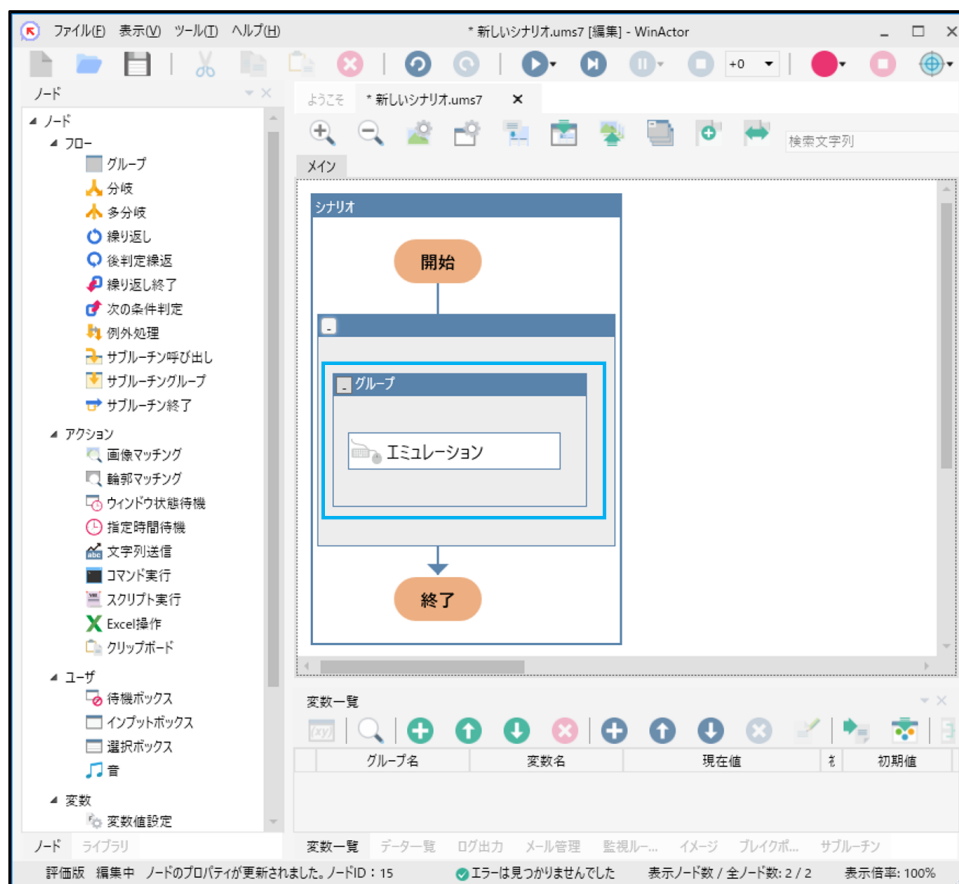 ファイル(F) 表示(V) ツール(T) ヘルプ(H)
* 新しいシナリオ.ums7 [編集] - WinActor
+0
ノード
ようこそ
* 新しいシナリオ.ums7
検索文字列
メイン
ノード
フロー
グループ
分岐
多分岐
繰り返し
後判定繰返
繰り返し終了
次の条件判定
例外処理
サブルーチン呼び出し
サブルーチングループ
サブルーチン終了
アクション
画像マッチング
輪郭マッチング
ウィンドウ状態待機
指定時間待機
文字列送信
コマンド実行
スクリプト実行
Excel操作
クリップボード
ユーザ
待機ボックス
インプットボックス
選択ボックス
音
変数
変数値設定
ノード ライブラリ
シナリオ
開始
グループ
エミュレーション
終了
変数一覧
グループ名 変数名 現在値 初期値
変数一覧 データ一覧 ログ出力 メール管理 監視ルー... イメージ ブレイクポ... サブルーチン
評価版 編集中 ノードのプロパティが更新されました。ノードID:15 エラーは見つかりませんでした 表示ノード数 / 全ノード数: 2 / 2 表示倍率: 100%